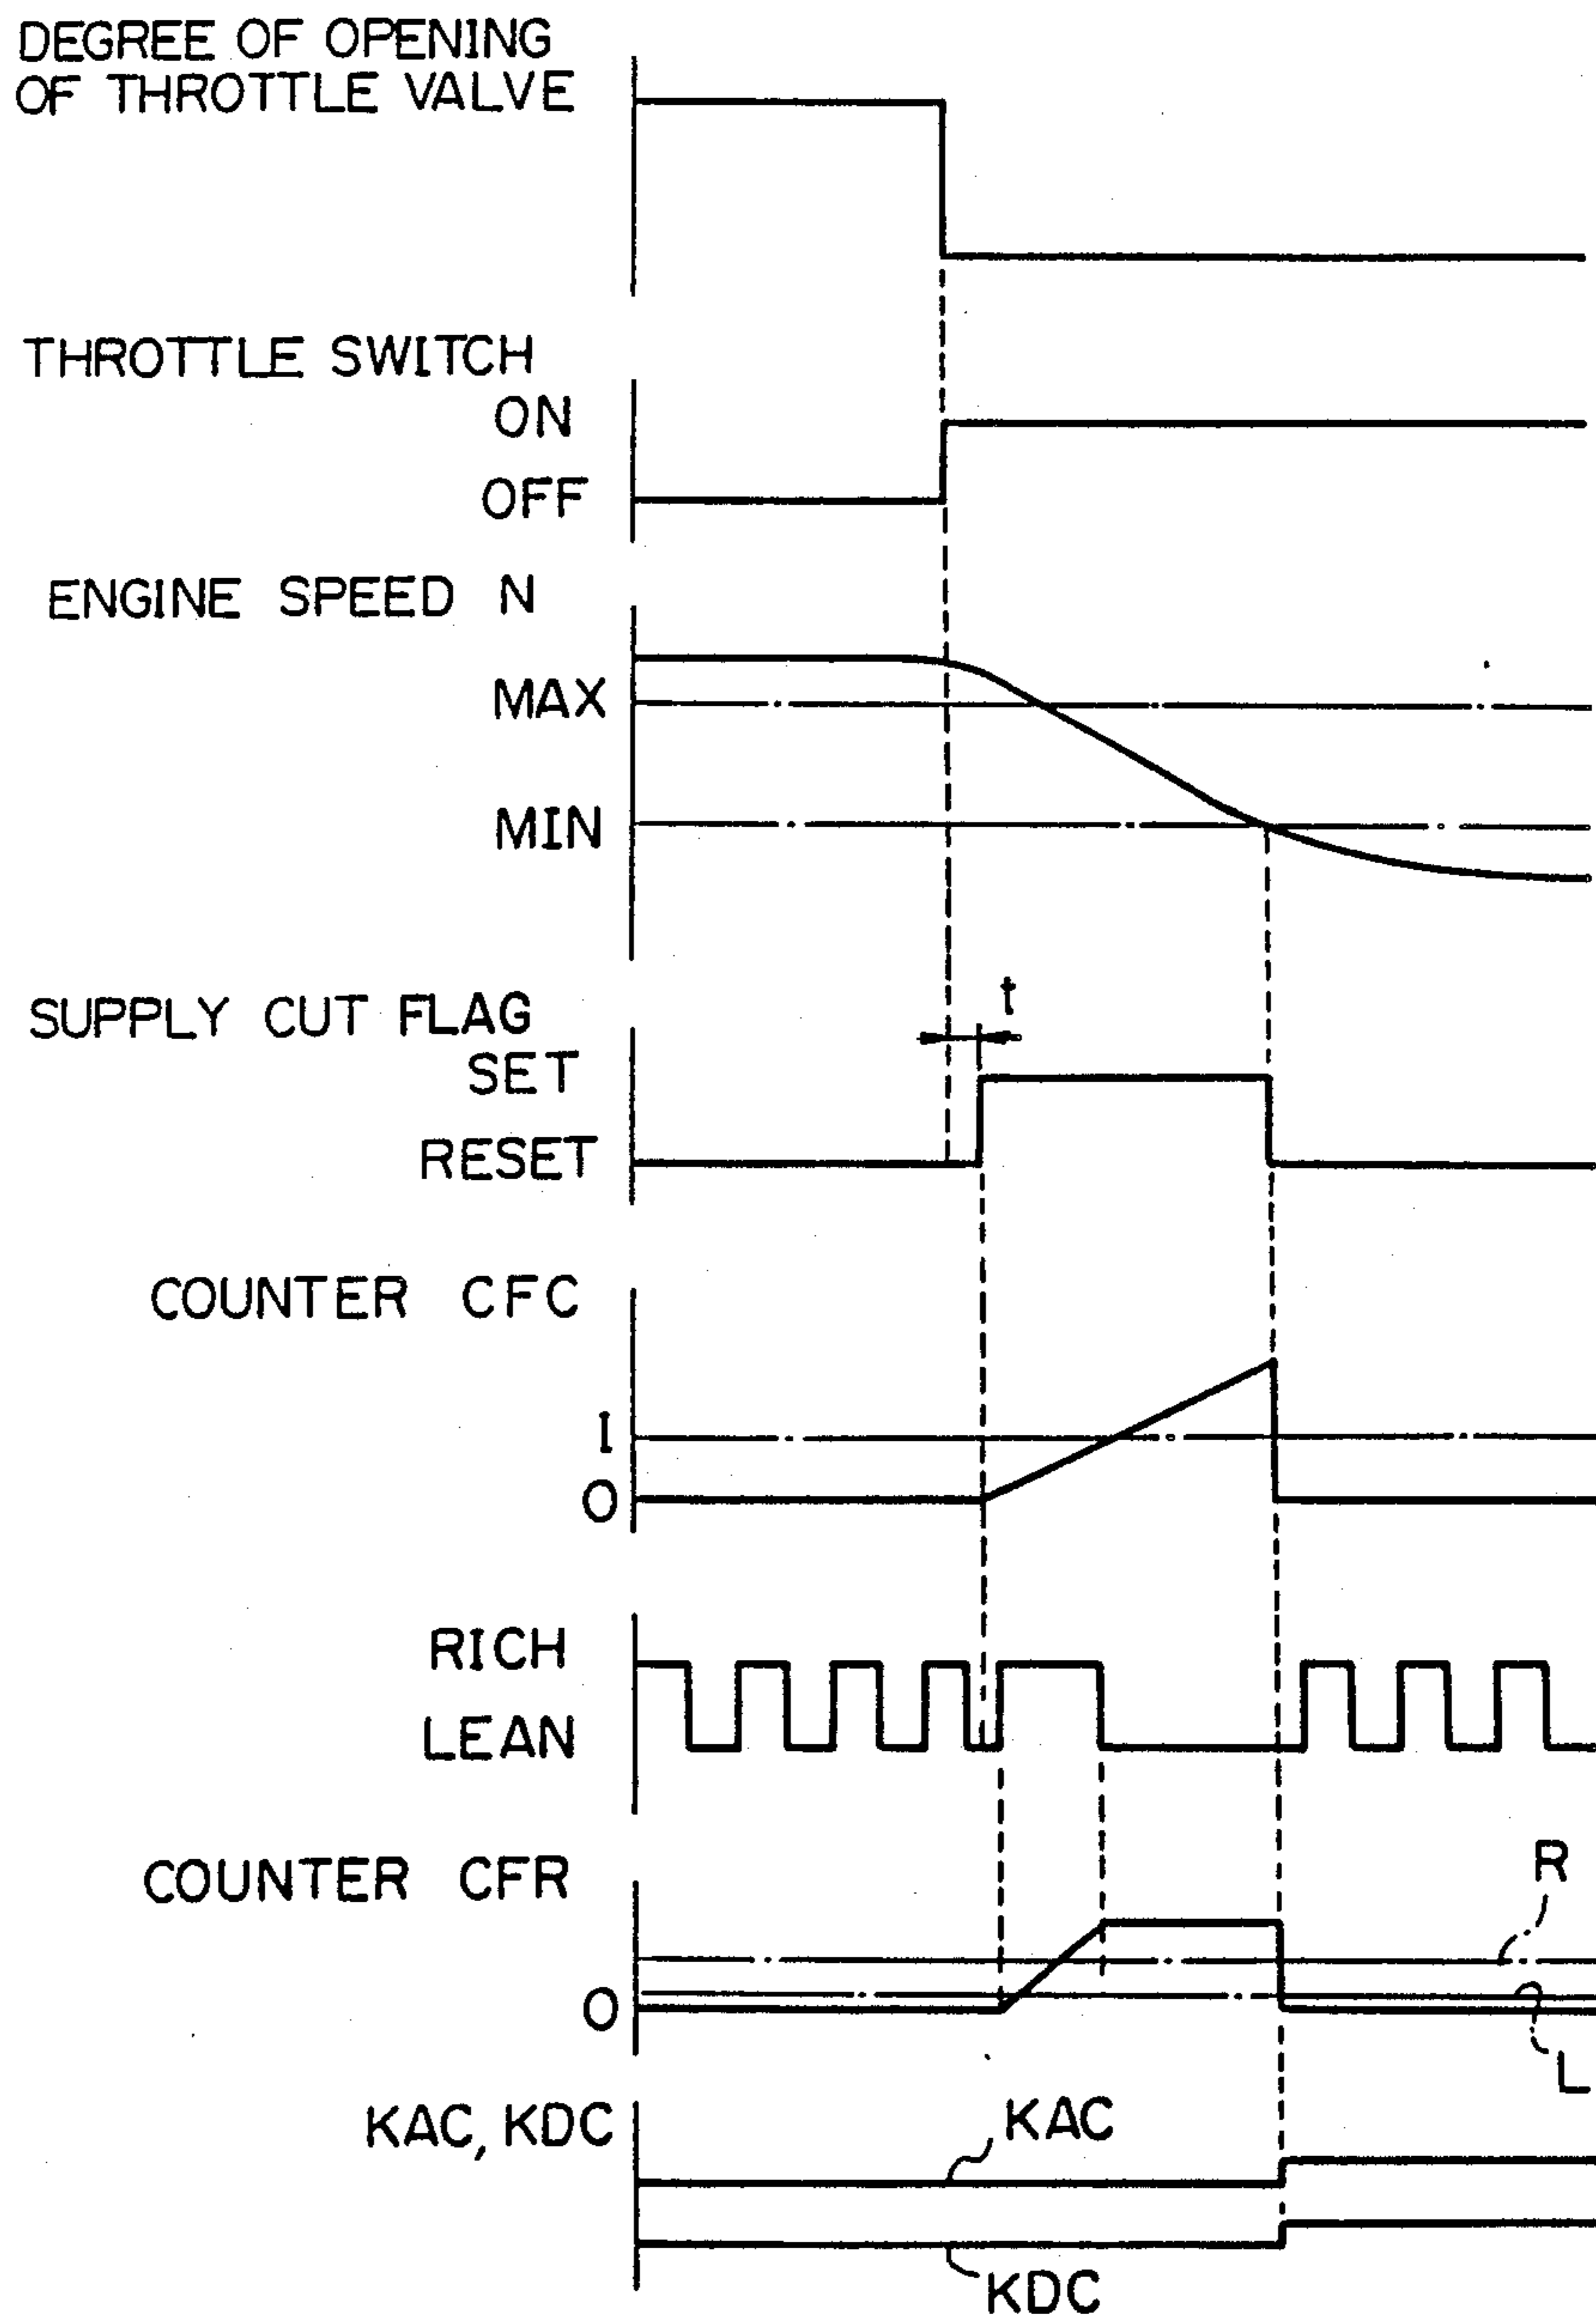 DEGREE OF OPENING
OF THROTTLE VALVE
THROTTLE SWITCH
ON
OFF
ENGINE SPEED N
MAX
MIN
t
SUPPLY CUT FLAG
SET
RESET
COUNTER CFC
I
O
RICH
LEAN
R
COUNTER CFR
O
L
KAC, KDC
KAC
KDC